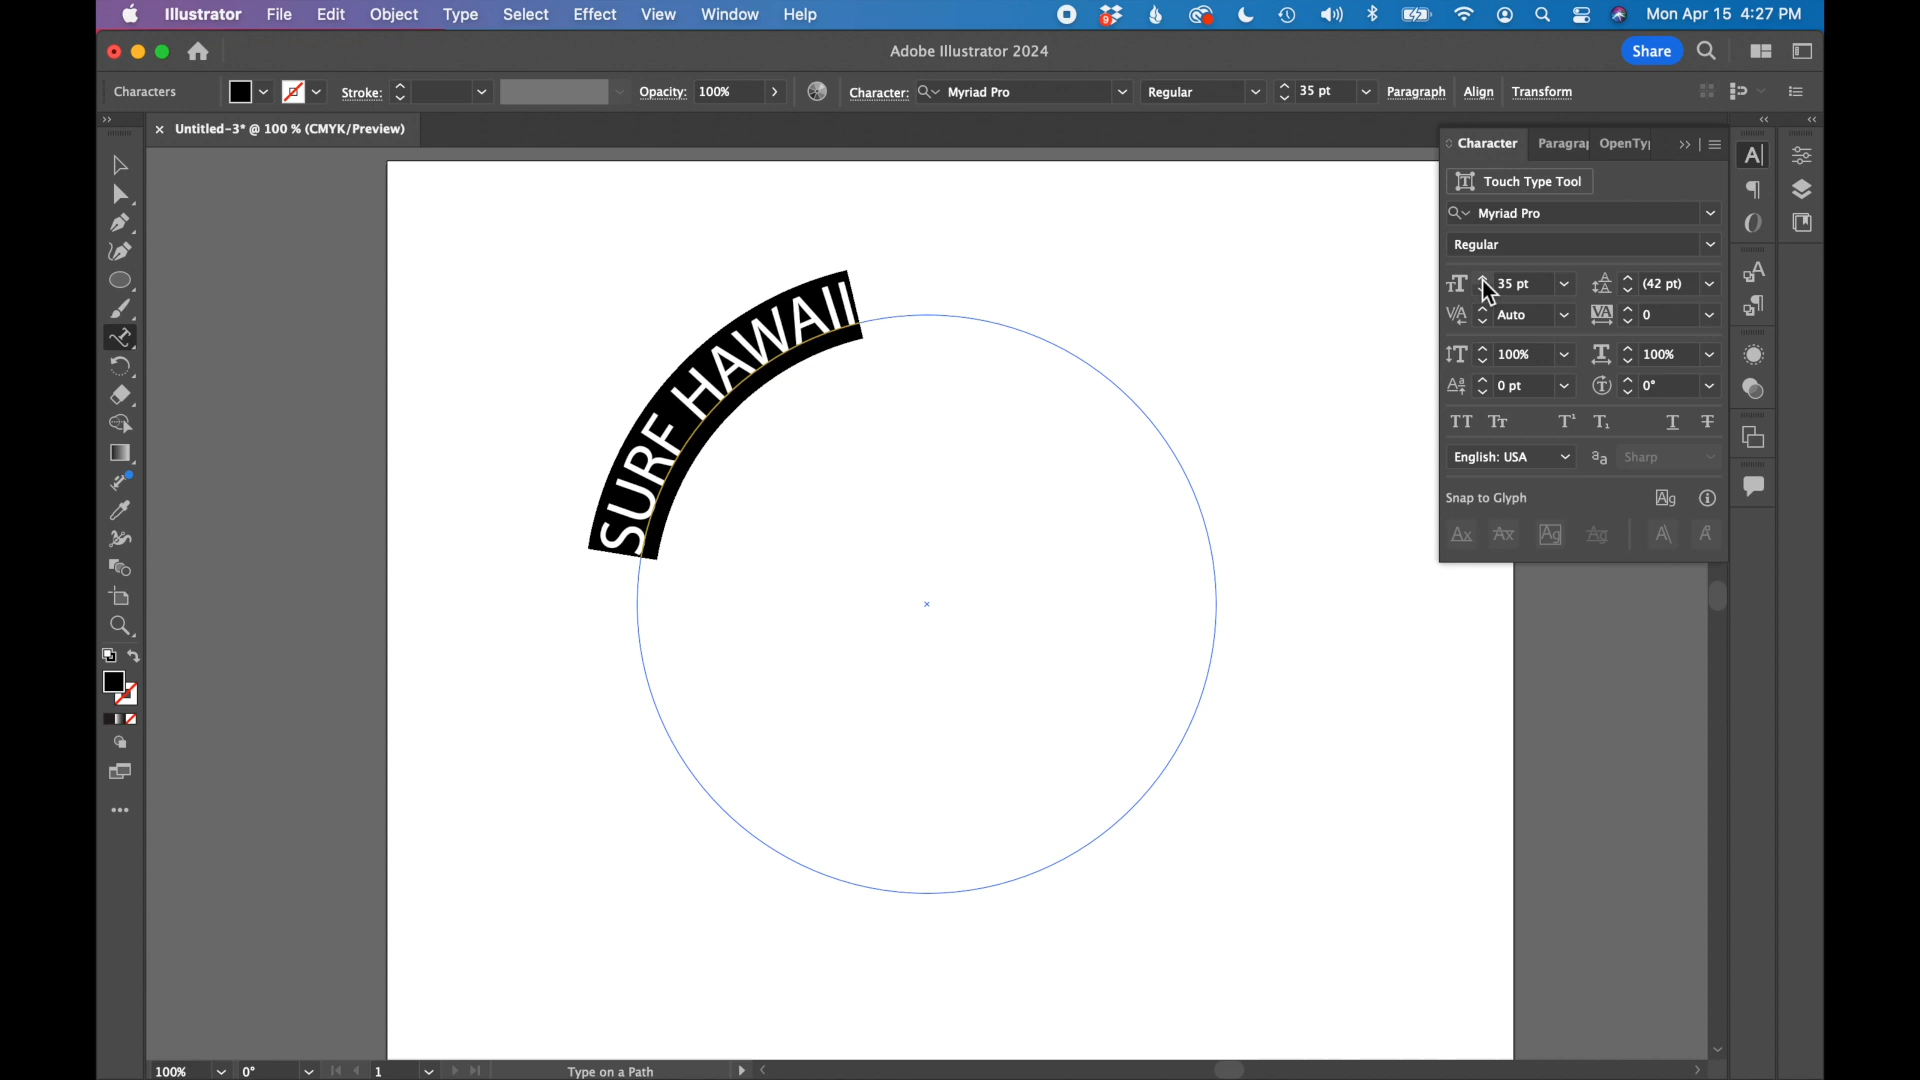 Illustrator File Edit Object Type Select Effect View Window Help
9
Mon Apr 15 4:27 PM
Adobe Illustrator 2024
Share
Characters
Stroke:
Opacity: 100%
Character: Myriad Pro
Regular
35 pt
Paragraph
Align
Transform
× Untitled-3* @ 100 % (CMYK/Preview)
Character
Paragrap
OpenTy
Touch Type Tool
Myriad Pro
Regular
35 pt
(42 pt)
Auto
0
100%
100%
0 pt
0°
English: USA
Sharp
Snap to Glyph
SURF HAWAII
100%
0°
1
Type on a Path